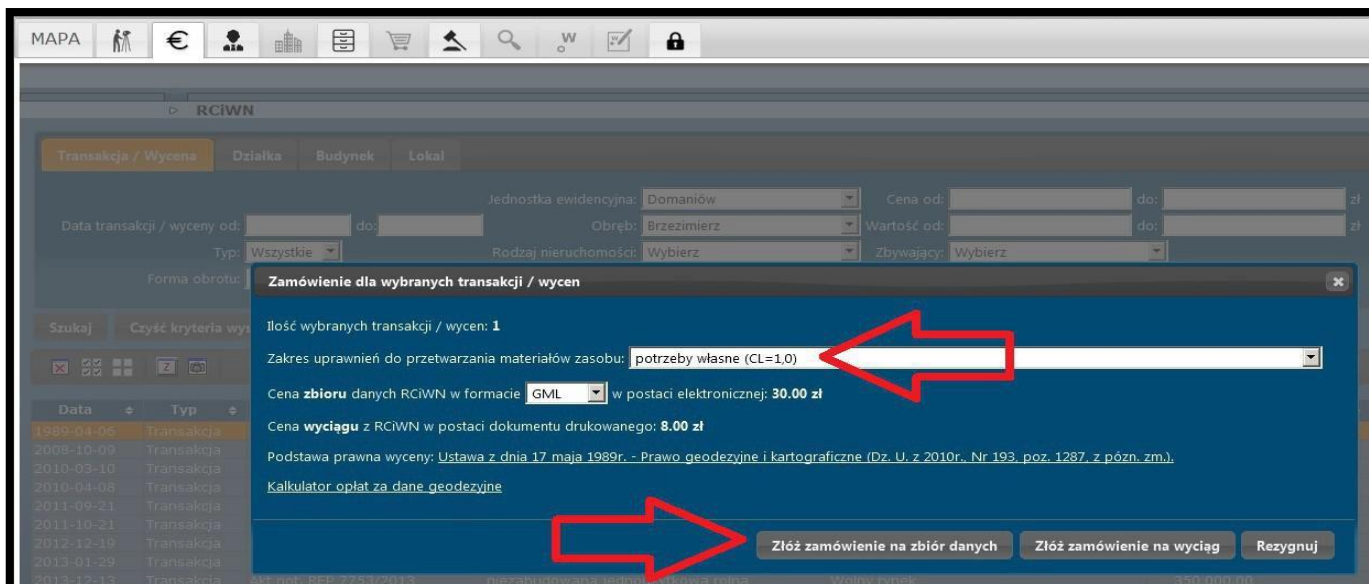 MAPA € W
RCiWN
Transakcja / Wycena Działka Budynek Lokal
Jednostka ewidencyjna: Domaniów Cena od: do: zł
Data transakcji / wyceny od: do: Obręb: Brzezimierz Wartość od: do: zł
Typ: Wszystkie Rodzaj nieruchomości: Wybierz Zbywający: Wybierz
Forma obrotu:
Zamówienie dla wybranych transakcji / wycen
Ilość wybranych transakcji / wycen: 1
Szukaj Czyść kryteria wys
Zakres uprawnień do przetwarzania materiałów zasobu: potrzeby własne (CL=1,0)
Cena zbioru danych RCiWN w formacie GML w postaci elektronicznej: 30.00 zł
Cena wyciągu z RCiWN w postaci dokumentu drukowanego: 8.00 zł
Podstawa prawna wyceny: Ustawa z dnia 17 maja 1989r. - Prawo geodezyjne i kartograficzne (Dz. U. z 2010r., Nr 193, poz. 1287, z pózn. zm.).
Kalkulator opłat za dane geodezyjne
Złóż zamówienie na zbiór danych Złóż zamówienie na wyciąg Rezygnuj
Data Typ
1989-04-06 Transakcja
2008-10-09 Transakcja
2010-03-10 Transakcja
2010-04-08 Transakcja
2011-09-21 Transakcja
2011-10-21 Transakcja
2012-12-19 Transakcja
2013-01-29 Transakcja
2013-12-13 Transakcja Akt not. REP 7753/2013 niezabudowana jednostkowa rolna Wolny rynek 350 000.00